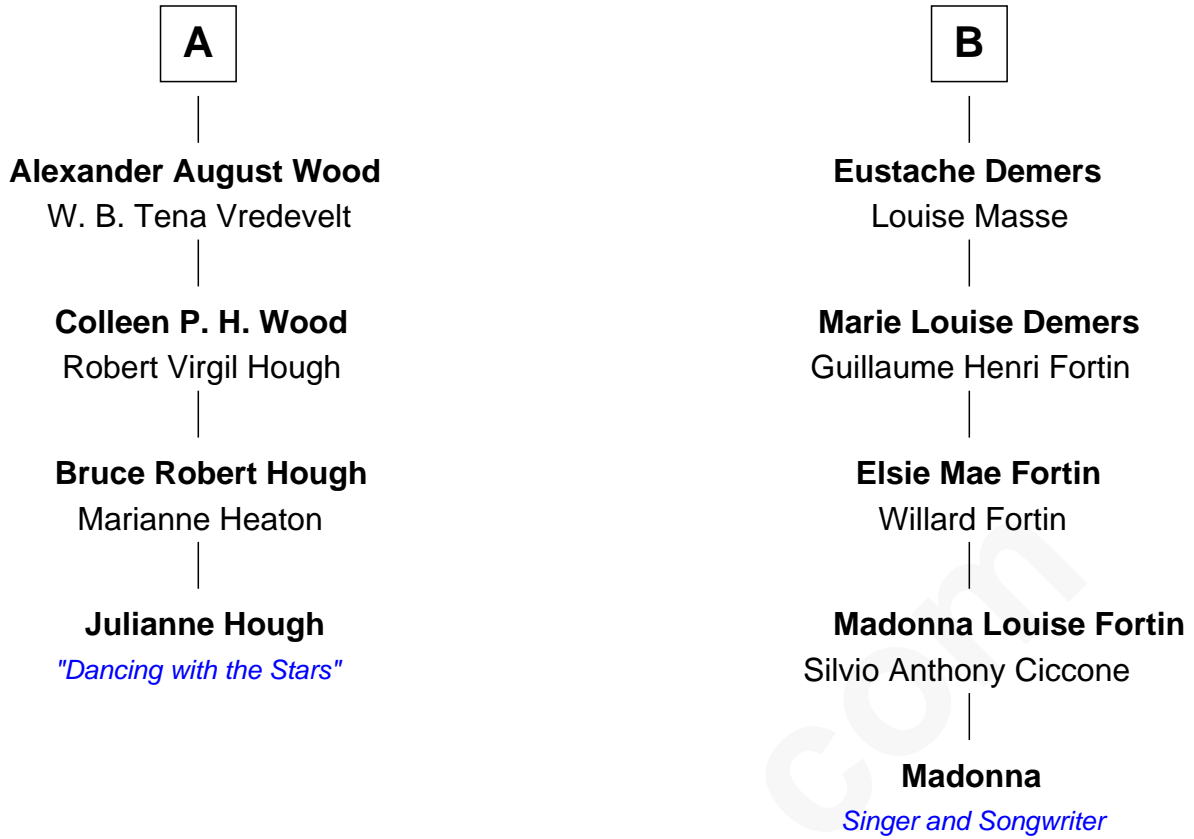 A
Alexander August Wood
W. B. Tena Vredevelt
Colleen P. H. Wood
Robert Virgil Hough
Bruce Robert Hough
Marianne Heaton
Julianne Hough
"Dancing with the Stars"
B
Eustache Demers
Louise Masse
Marie Louise Demers
Guillaume Henri Fortin
Elsie Mae Fortin
Willard Fortin
Madonna Louise Fortin
Silvio Anthony Ciccone
Madonna
Singer and Songwriter
com